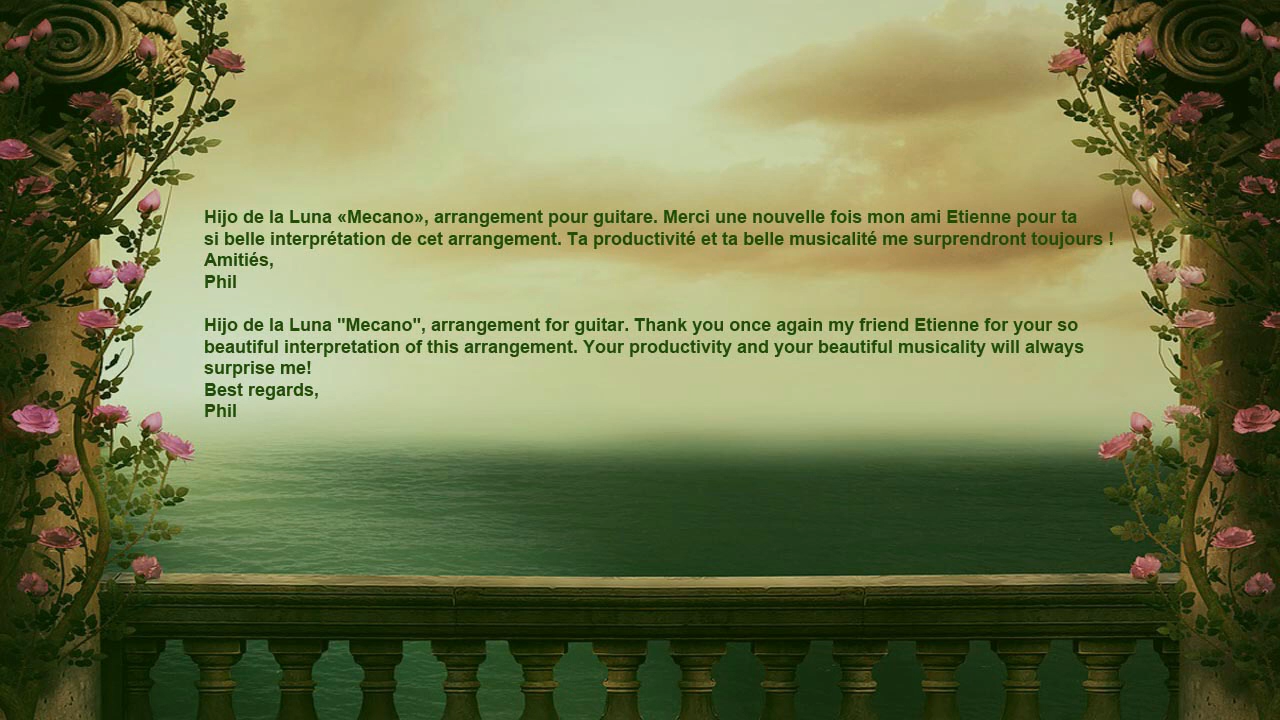 Hijo de la Luna «Mecano», arrangement pour guitare. Merci une nouvelle fois mon ami Etienne pour ta
si belle interprétation de cet arrangement. Ta productivité et ta belle musicalité me surprendront toujours !
Amitiés,
Phil
Hijo de la Luna "Mecano", arrangement for guitar. Thank you once again my friend Etienne for your so
beautiful interpretation of this arrangement. Your productivity and your beautiful musicality will always
surprise me!
Best regards,
Phil